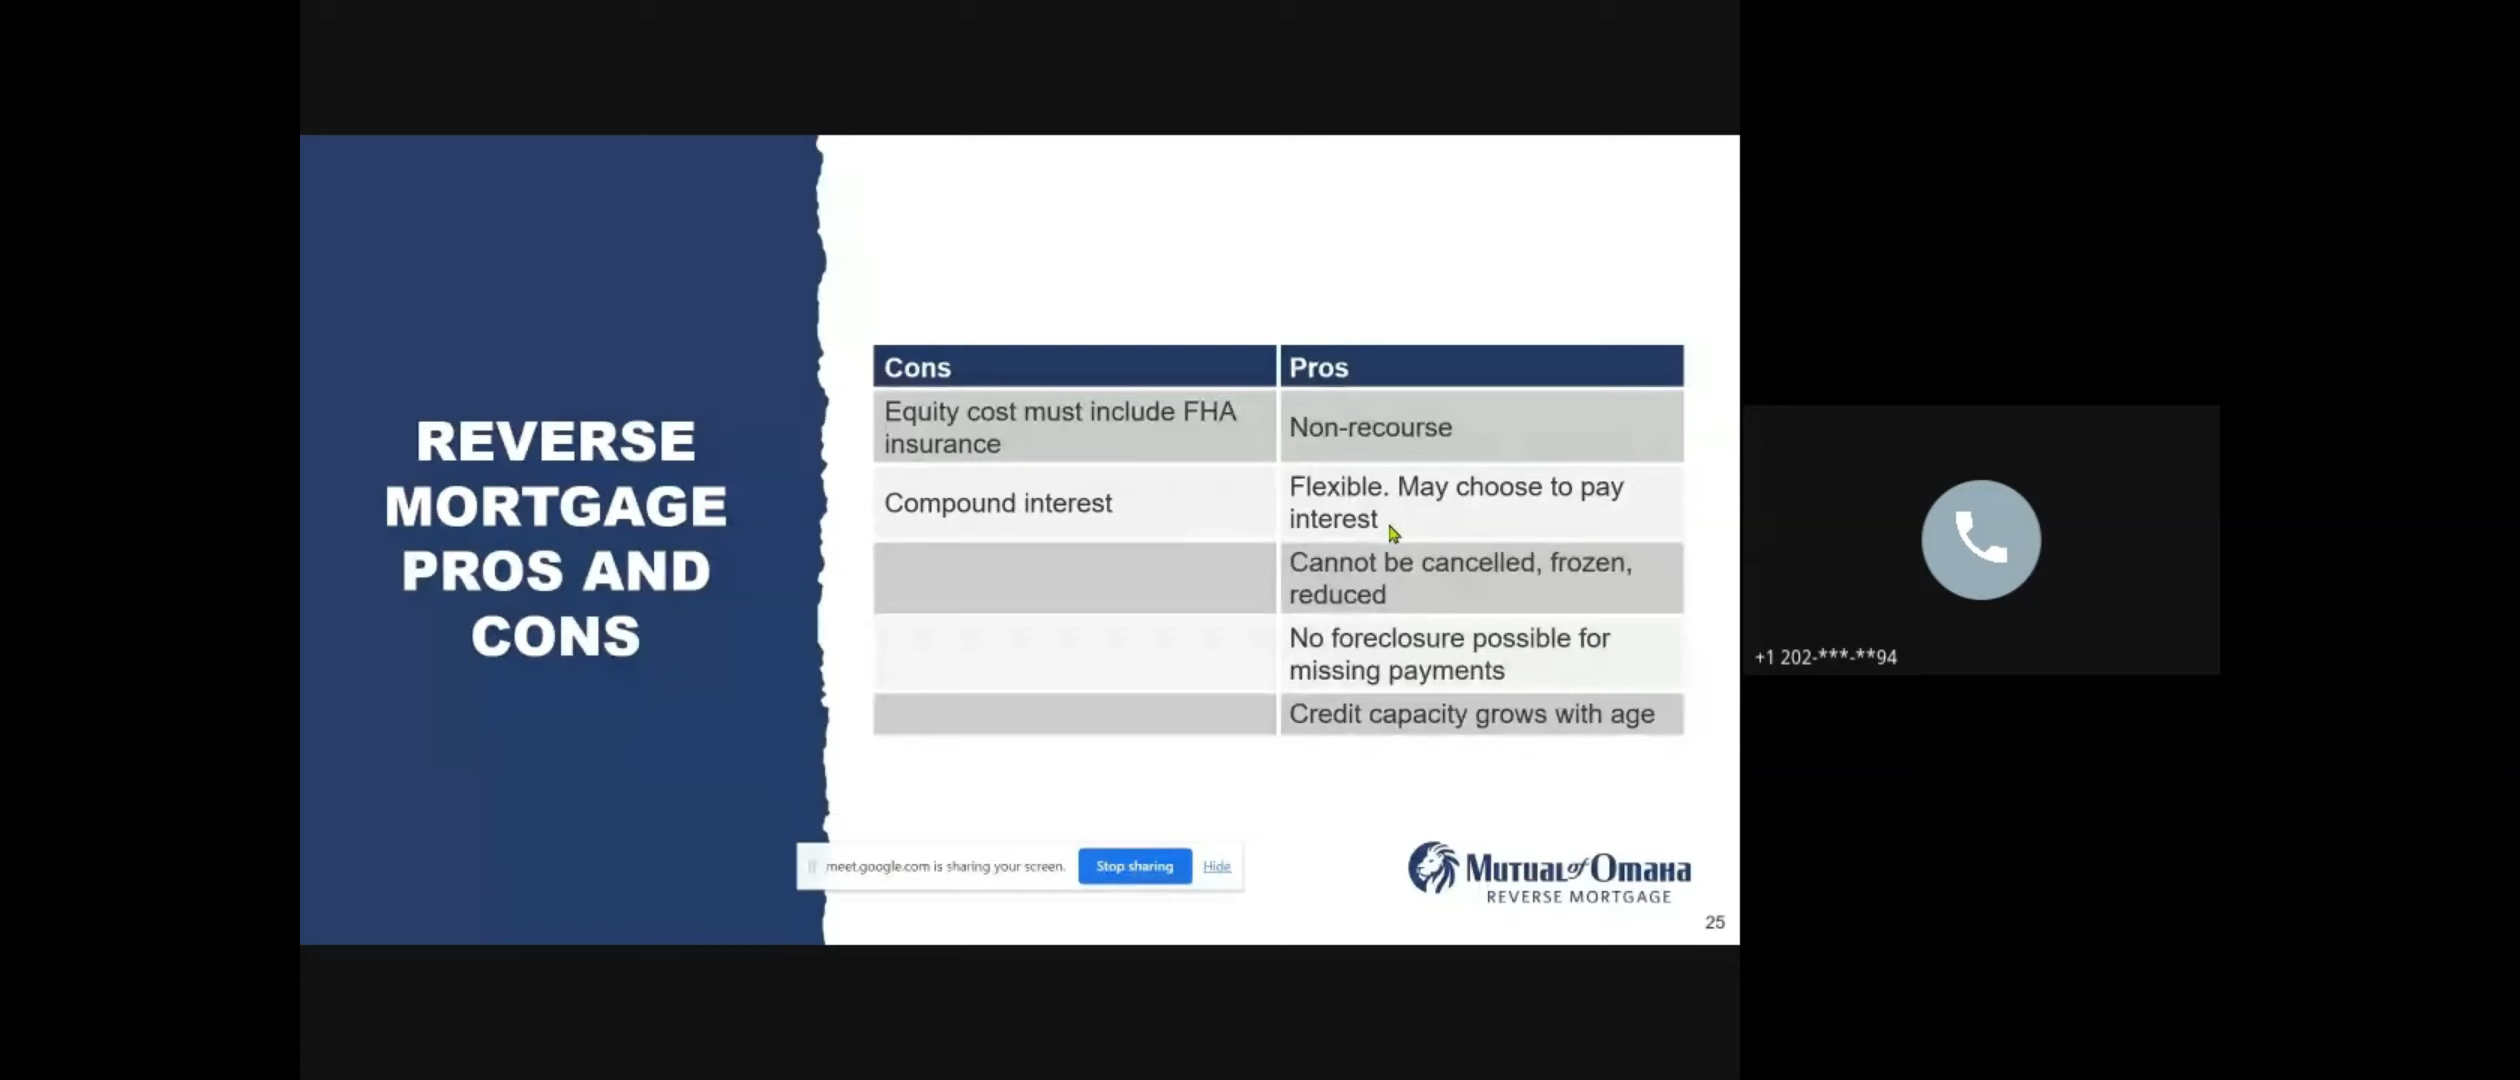 REVERSE
MORTGAGE
PROS AND
CONS
Cons
Pros
Equity cost must include FHA
insurance
Non-recourse
Compound interest
Flexible. May choose to pay
interest
Cannot be cancelled, frozen,
reduced
No foreclosure possible for
missing payments
Credit capacity grows with age
meet.google.com is sharing your screen.
Stop sharing
Hide
Mutual of Omaha
REVERSE MORTGAGE
25
+1 202-***-**94